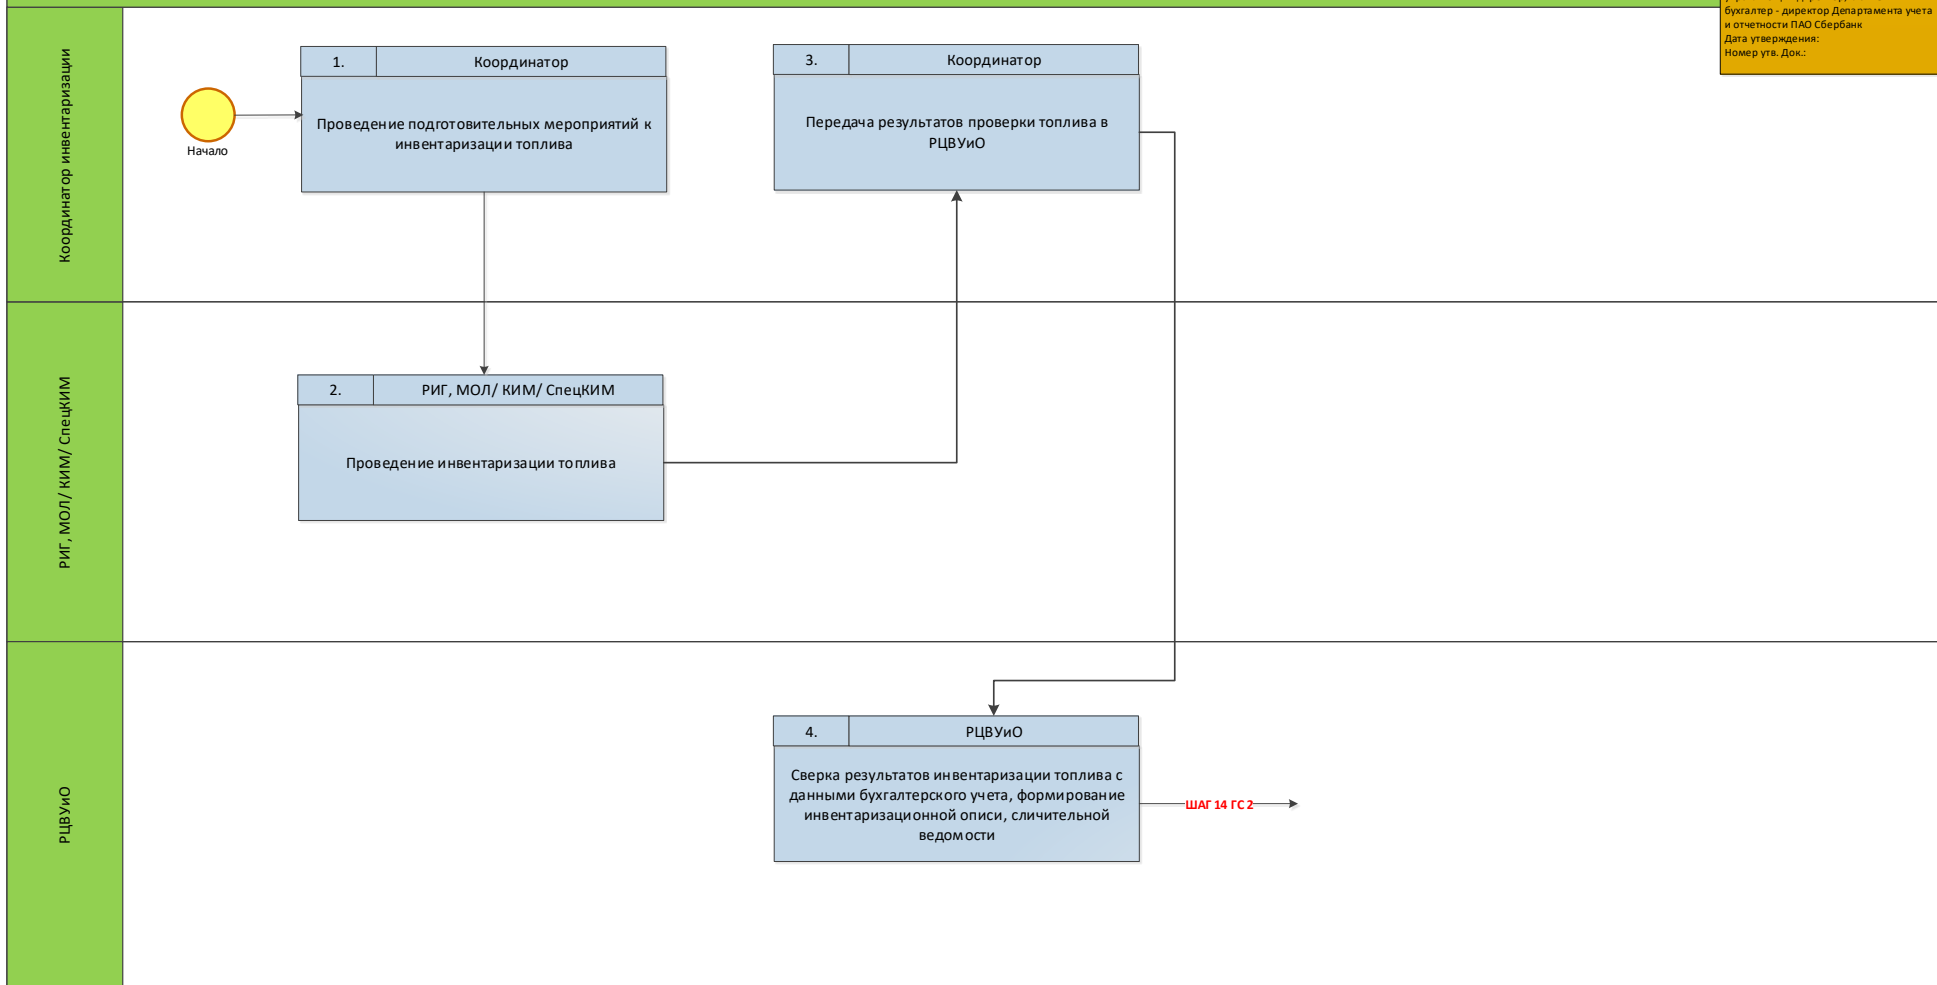 бухгалтер - директор Департамента учета
и отчетности ПАО Сбербанк
Дата утверждения:
Номер утв. Док.:
Координатор инвентаризации
1.
Координатор
Проведение подготовительных мероприятий к
инвентаризации топлива
Начало
3.
Координатор
Передача результатов проверки топлива в
РЦВУиО
РИГ, МОЛ/ КИМ/ СпецКИМ
2.
РИГ, МОЛ/ КИМ/ СпецКИМ
Проведение инвентаризации топлива
РЦВУиО
4.
РЦВУиО
Сверка результатов инвентаризации топлива с
данными бухгалтерского учета, формирование
инвентаризационной описи, сличительной
ведомости
ШАГ 14 ГС 2